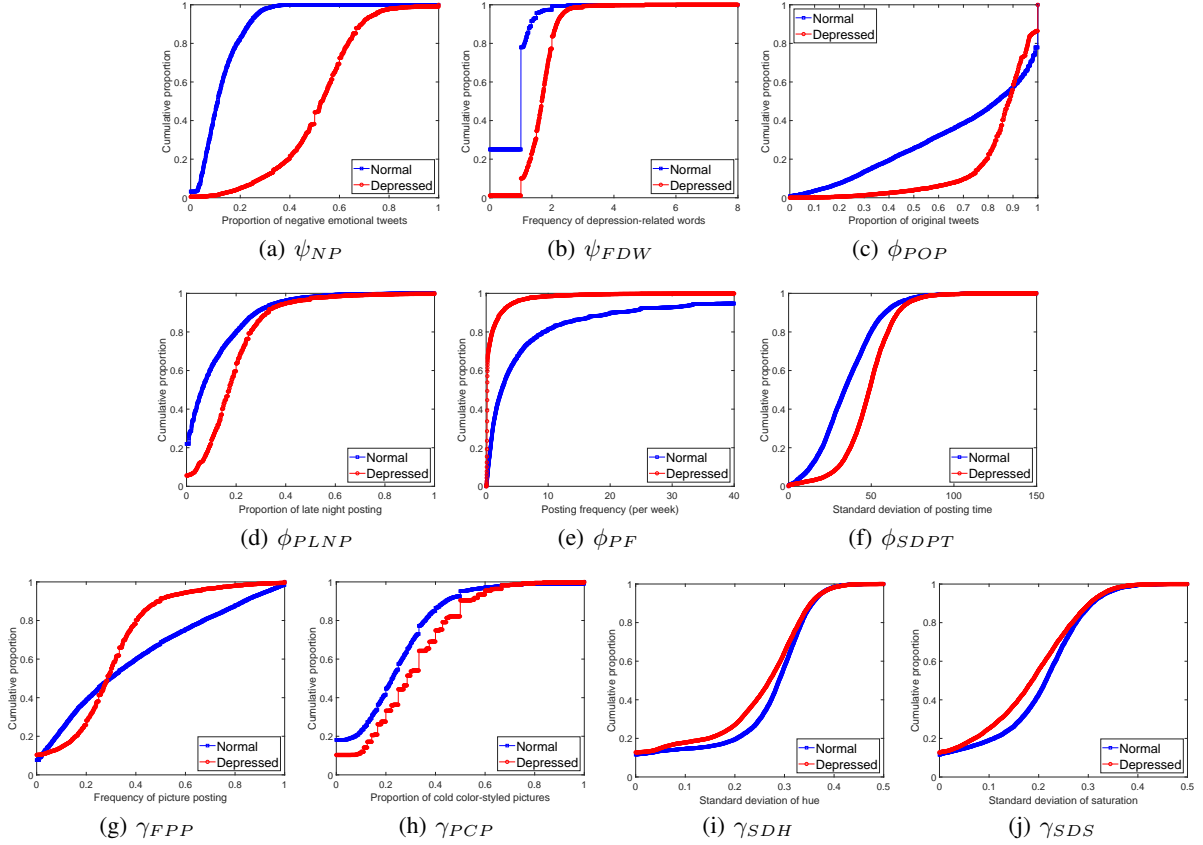 Cumulative proportion
1
0.8
0.6
0.4
0.2
0
0 0.2 0.4 0.6 0.8 1
Proportion of negative emotional tweets
Normal
Depressed
(a) ψNP
Cumulative proportion
1
0.8
0.6
0.4
0.2
0
0 2 4 6 8
Frequency of depression-related words
Normal
Depressed
(b) ψFDW
Cumulative proportion
1
0.8
0.6
0.4
0.2
0
0 0.1 0.2 0.3 0.4 0.5 0.6 0.7 0.8 0.9 1
Proportion of original tweets
Normal
Depressed
(c) ϕPOP
Cumulative proportion
1
0.8
0.6
0.4
0.2
0
0 0.2 0.4 0.6 0.8 1
Proportion of late night posting
Normal
Depressed
(d) ϕPLNP
Cumulative proportion
1
0.8
0.6
0.4
0.2
0
0 10 20 30 40
Posting frequency (per week)
Normal
Depressed
(e) ϕPF
Cumulative proportion
1
0.8
0.6
0.4
0.2
0
0 50 100 150
Standard deviation of posting time
Normal
Depressed
(f) ϕSDPT
Cumulative proportion
1
0.8
0.6
0.4
0.2
0
0 0.2 0.4 0.6 0.8 1
Frequency of picture posting
Normal
Depressed
(g) γFPP
Cumulative proportion
1
0.8
0.6
0.4
0.2
0
0 0.2 0.4 0.6 0.8 1
Proportion of cold color-styled pictures
Normal
Depressed
(h) γPCP
Cumulative proportion
1
0.8
0.6
0.4
0.2
0
0 0.1 0.2 0.3 0.4 0.5
Standard deviation of hue
Normal
Depressed
(i) γSDH
Cumulative proportion
1
0.8
0.6
0.4
0.2
0
0 0.1 0.2 0.3 0.4 0.5
Standard deviation of saturation
Normal
Depressed
(j) γSDS